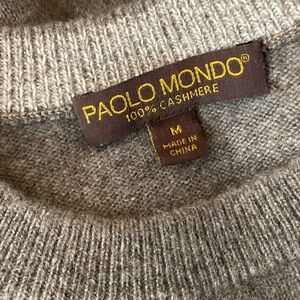 PAOLO MONDO®
100% CASHMERE
M
MADE IN
CHINA